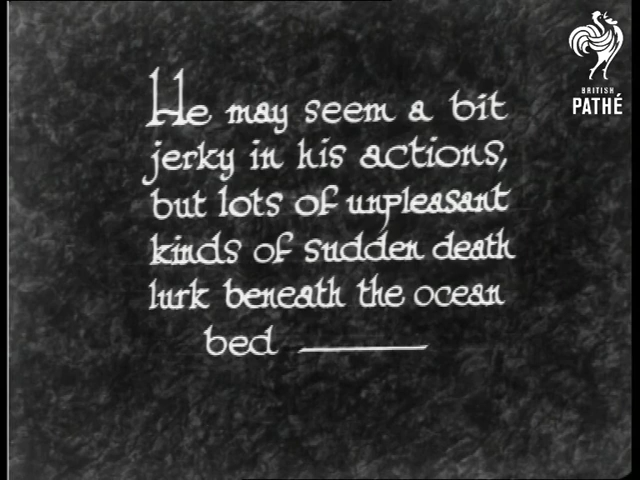 He may seem a bit
jerky in his actions,
but lots of unpleasant
kinds of sudden death
lurk beneath the ocean
bed ———
BRITISH
PATHÉ